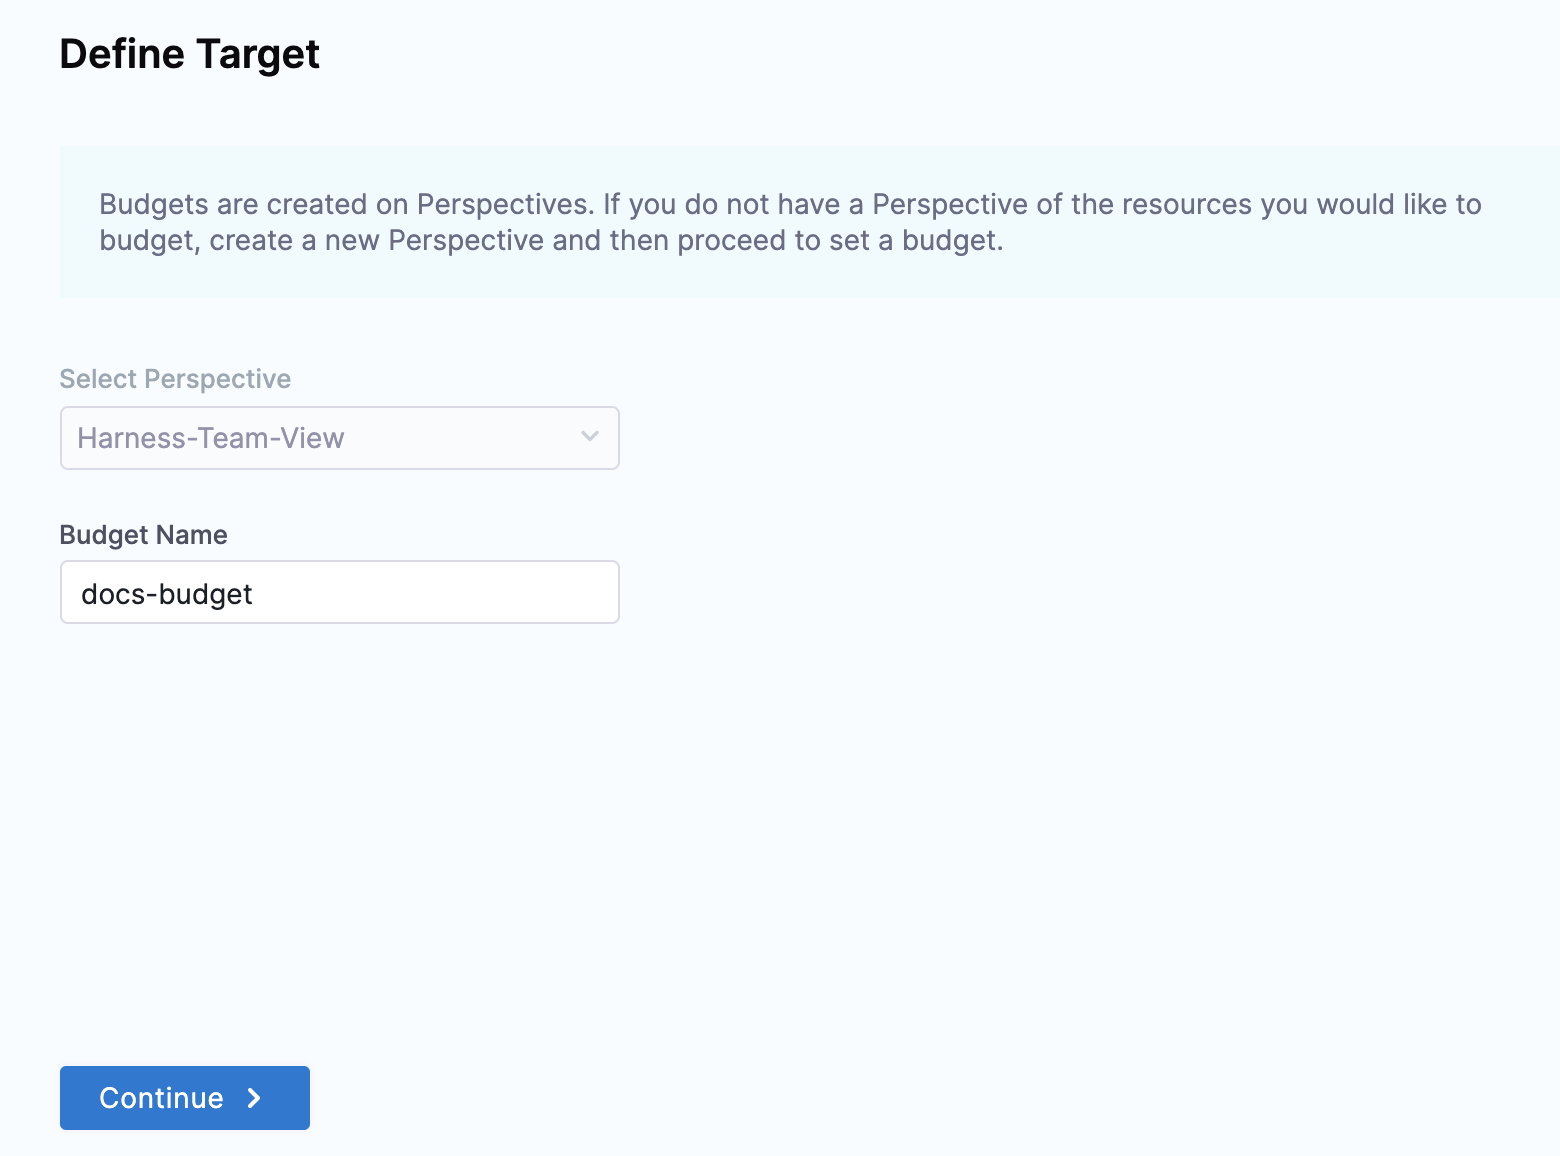 Define Target
Budgets are created on Perspectives. If you do not have a Perspective of the resources you would like to
budget, create a new Perspective and then proceed to set a budget.
Select Perspective
Harness-Team-View
Budget Name
docs-budget
Continue